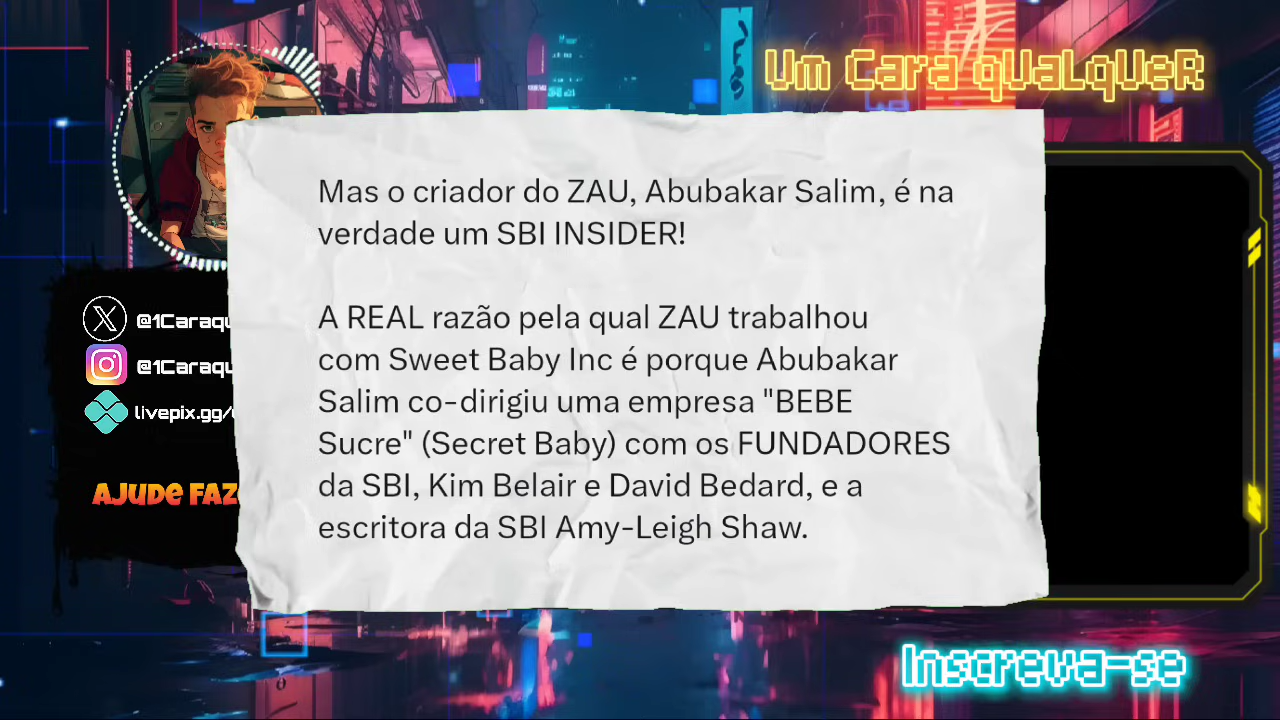 Um Cara qUaLqUeR
Mas o criador do ZAU, Abubakar Salim, é na
verdade um SBI INSIDER!
A REAL razão pela qual ZAU trabalhou
com Sweet Baby Inc é porque Abubakar
Salim co-dirigiu uma empresa "BEBE
Sucre" (Secret Baby) com os FUNDADORES
da SBI, Kim Belair e David Bedard, e a
escritora da SBI Amy-Leigh Shaw.
@1Caraqu
@1Caraqu
livepix.gg/
AJUDE FAZ
Inscreva-se